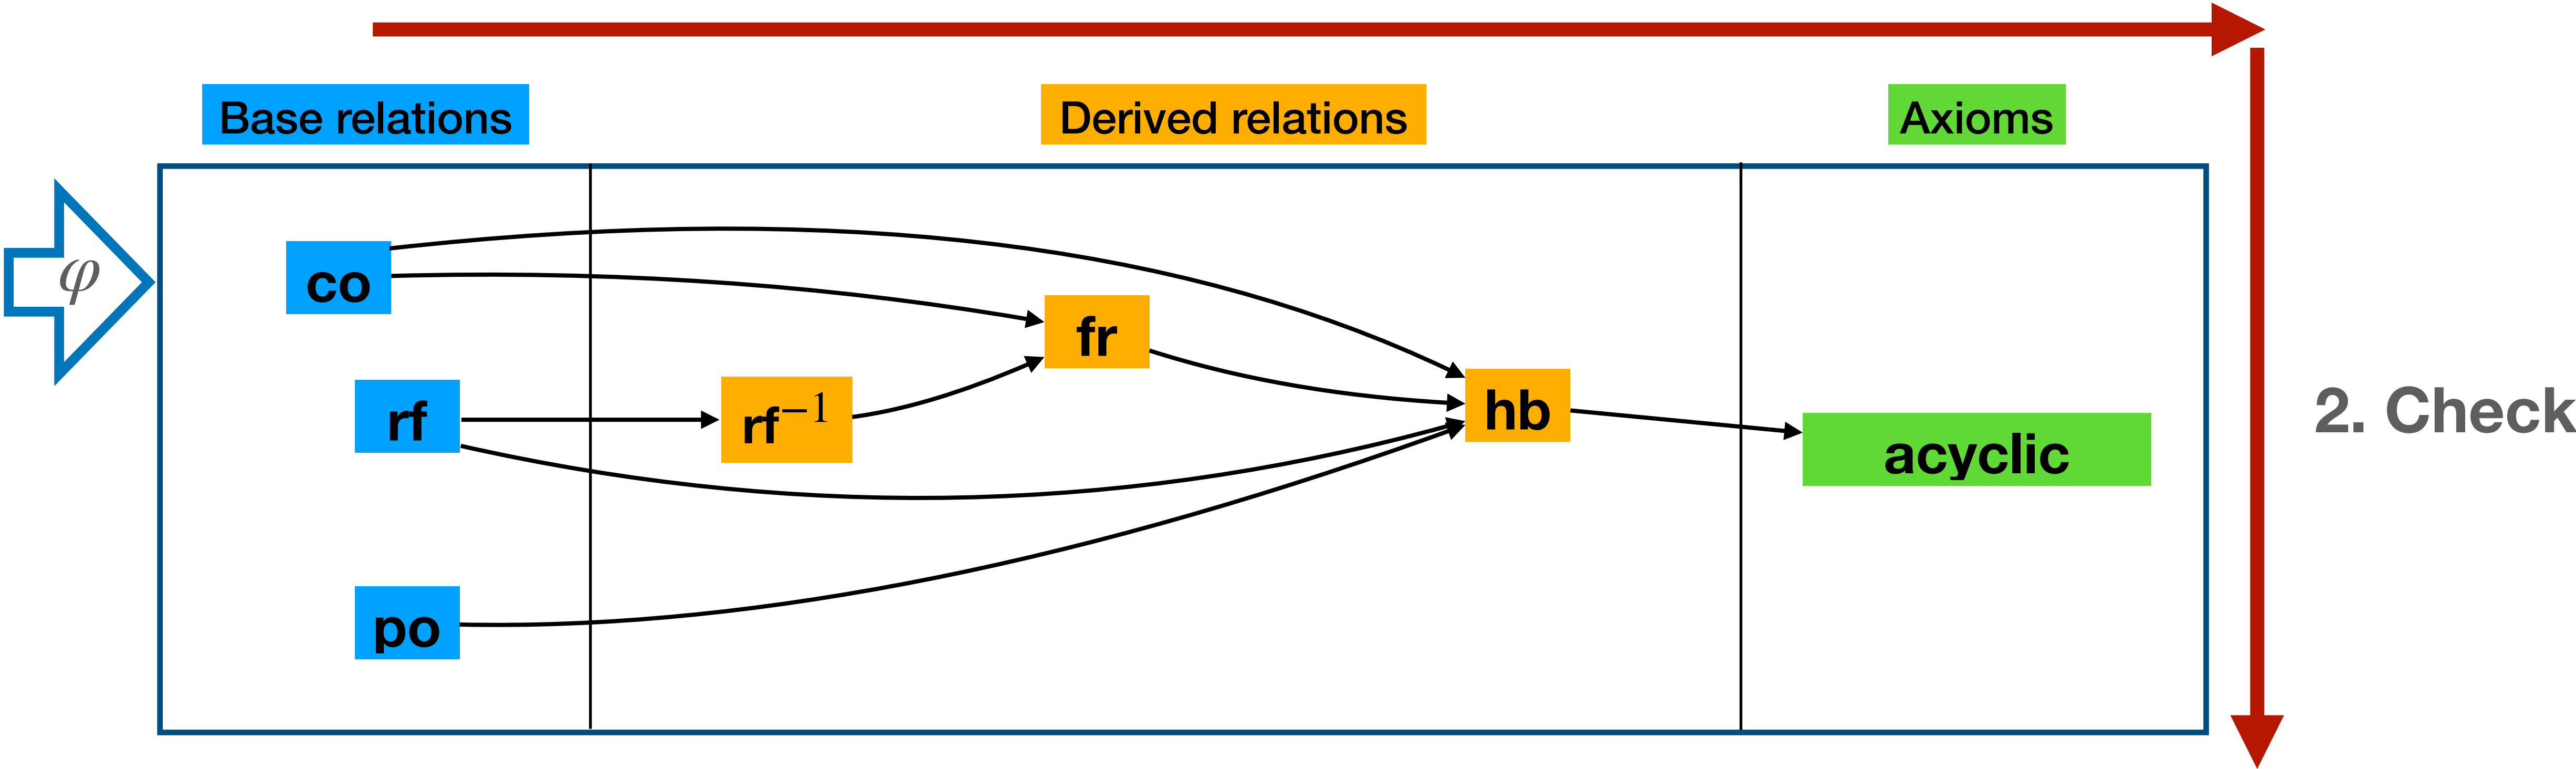 Base relations
Derived relations
Axioms
φ
co
fr
rf
rf⁻¹
hb
acyclic
2. Check
po